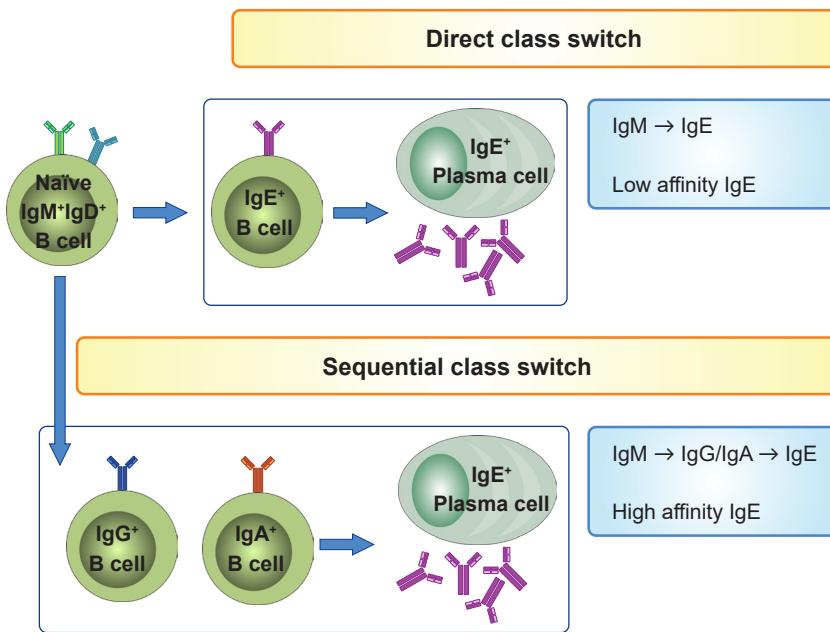 Direct class switch
Naïve
IgM⁺IgD⁺
B cell
IgE⁺
B cell
IgE⁺
Plasma cell
IgM → IgE
Low affinity IgE
Sequential class switch
IgG⁺
B cell
IgA⁺
B cell
IgE⁺
Plasma cell
IgM → IgG/IgA → IgE
High affinity IgE